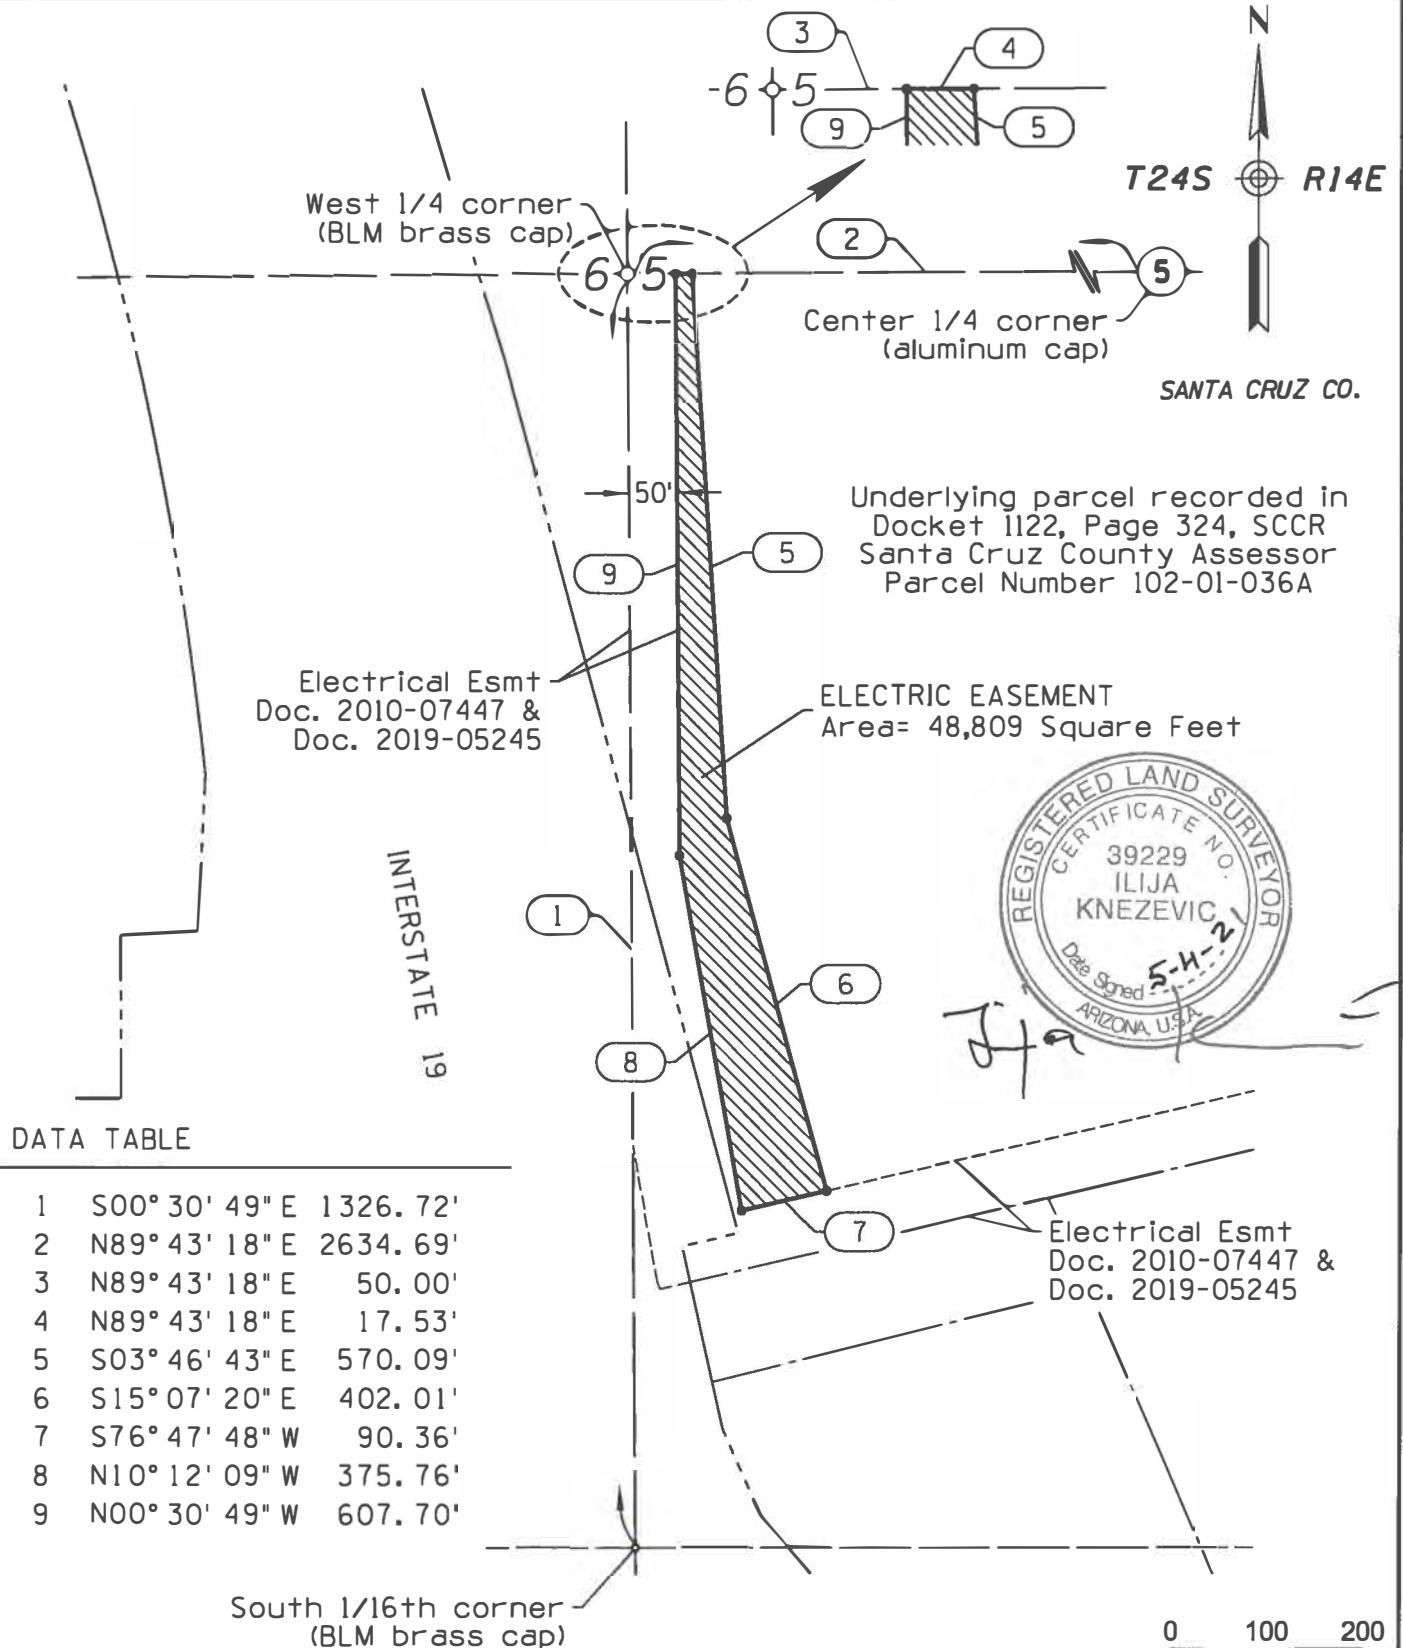 N
3
4
-6 5
9
5
T24S R14E
West 1/4 corner
(BLM brass cap)
2
6 5
5
Center 1/4 corner
(aluminum cap)
SANTA CRUZ CO.
50'
Underlying parcel recorded in
Docket 1122, Page 324, SCCR
Santa Cruz County Assessor
Parcel Number 102-01-036A
5
9
Electrical Esmt
Doc. 2010-07447 &
Doc. 2019-05245
ELECTRIC EASEMENT
Area= 48,809 Square Feet
REGISTERED LAND SURVEYOR
CERTIFICATE NO.
39229
ILIJA
KNEZEVIC
Date Signed
ARIZONA, U.S.A.
INTERSTATE 19
1
6
8
7
Electrical Esmt
Doc. 2010-07447 &
Doc. 2019-05245
DATA TABLE
1 S00°30'49"E 1326.72'
2 N89°43'18"E 2634.69'
3 N89°43'18"E 50.00'
4 N89°43'18"E 17.53'
5 S03°46'43"E 570.09'
6 S15°07'20"E 402.01'
7 S76°47'48"W 90.36'
8 N10°12'09"W 375.76'
9 N00°30'49"W 607.70'
South 1/16th corner
(BLM brass cap)
0 100 200